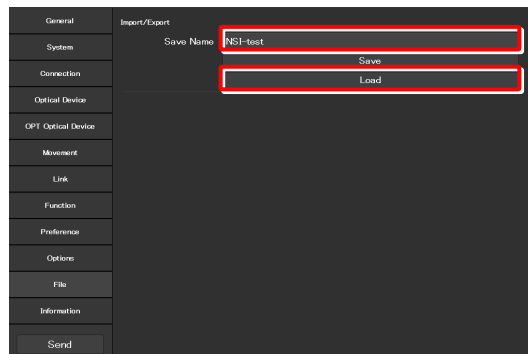 General
System
Connection
Optical Device
OPT Optical Device
Movement
Link
Function
Preference
Options
File
Information
Send
Import/Export
Save Name NSI-test
Save
Load